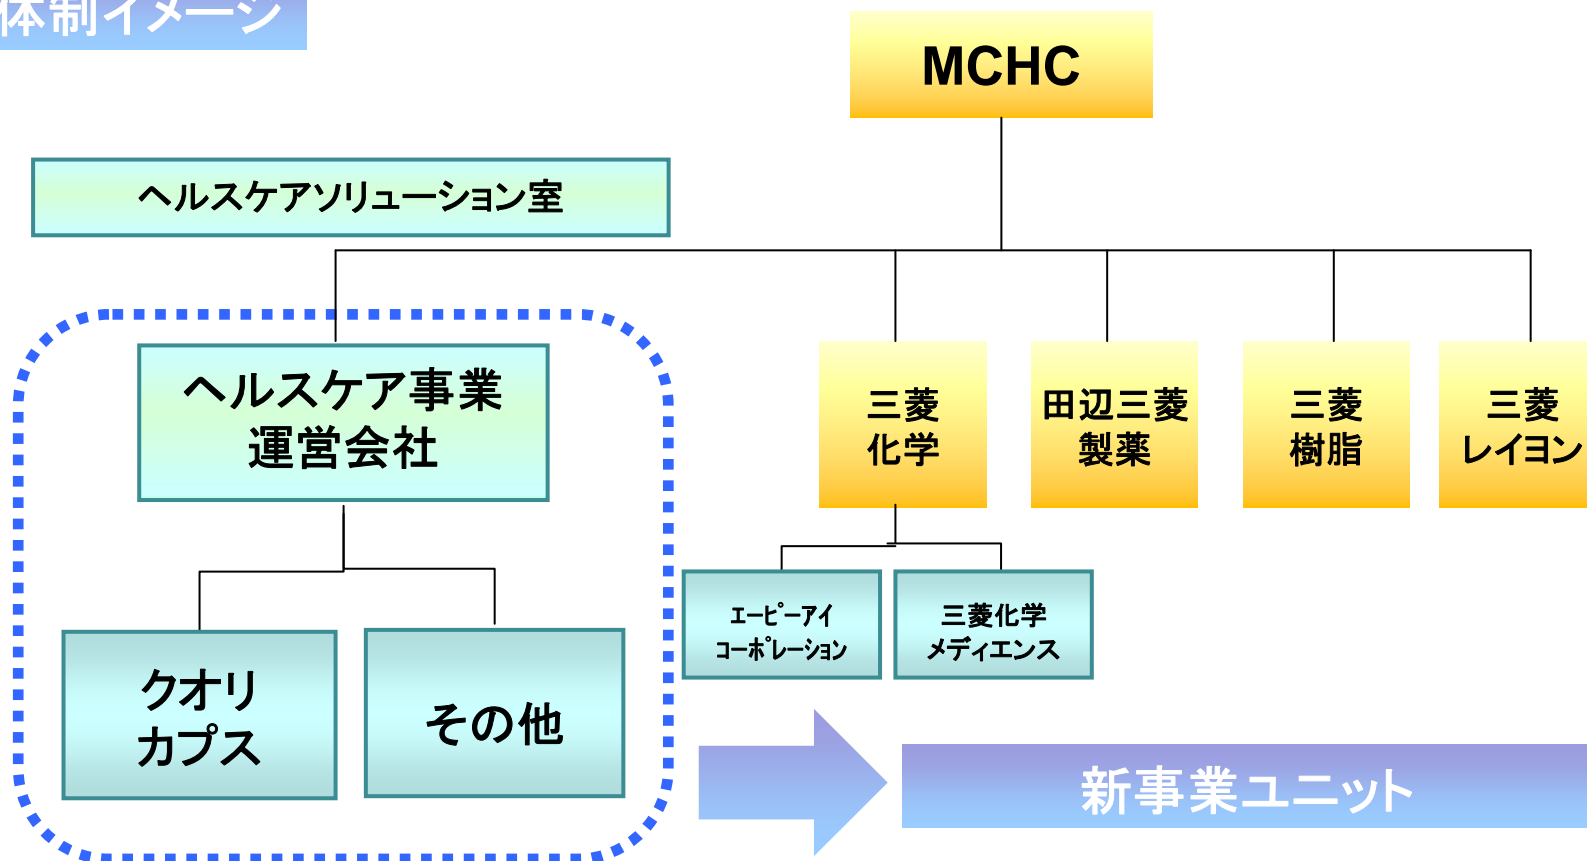 体制イメージ
MCHC
ヘルスケアソリューション室
ヘルスケア事業
運営会社
三菱
化学
田辺三菱
製薬
三菱
樹脂
三菱
レイヨン
エーピーアイ
コーポレーション
三菱化学
メディエンス
クオリ
カプス
その他
新事業ユニット